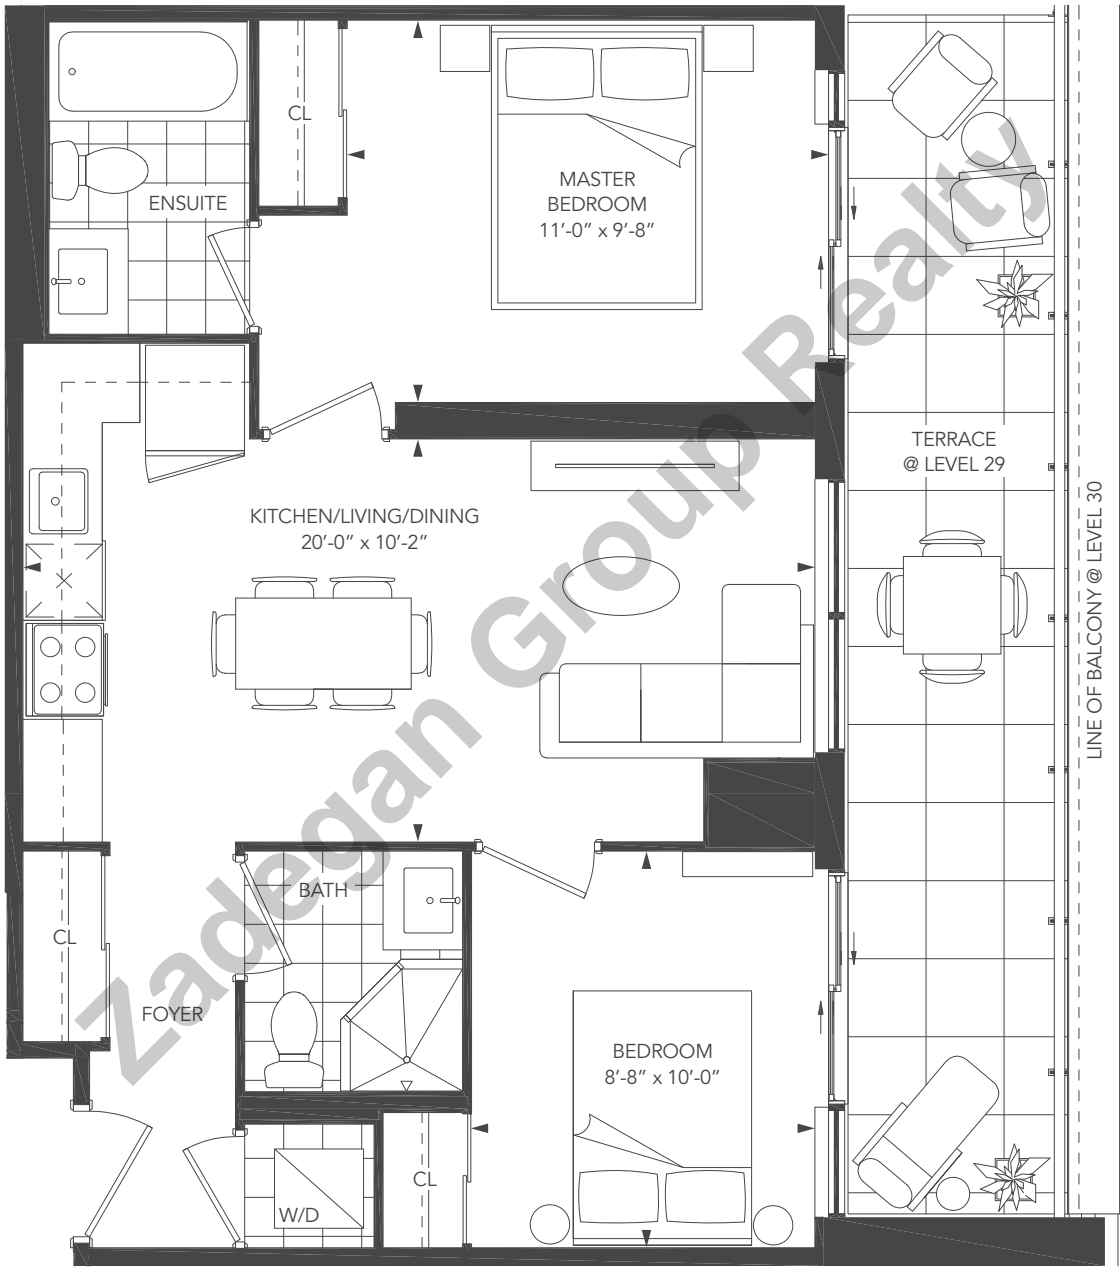 CL
MASTER
BEDROOM
11'-0" x 9'-8"
ENSUITE
TERRACE
@ LEVEL 29
LINE OF BALCONY @ LEVEL 30
KITCHEN/LIVING/DINING
20'-0" x 10'-2"
BATH
CL
FOYER
BEDROOM
8'-8" x 10'-0"
CL
W/D
Zadegan Group Realty